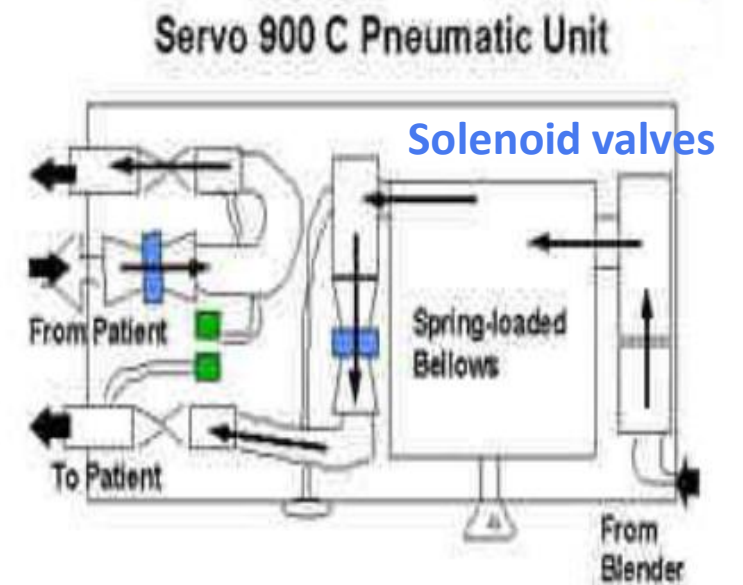 Servo 900 C Pneumatic Unit
Solenoid valves
From Patient
Spring-loaded
Bellows
To Patient
From
Blender